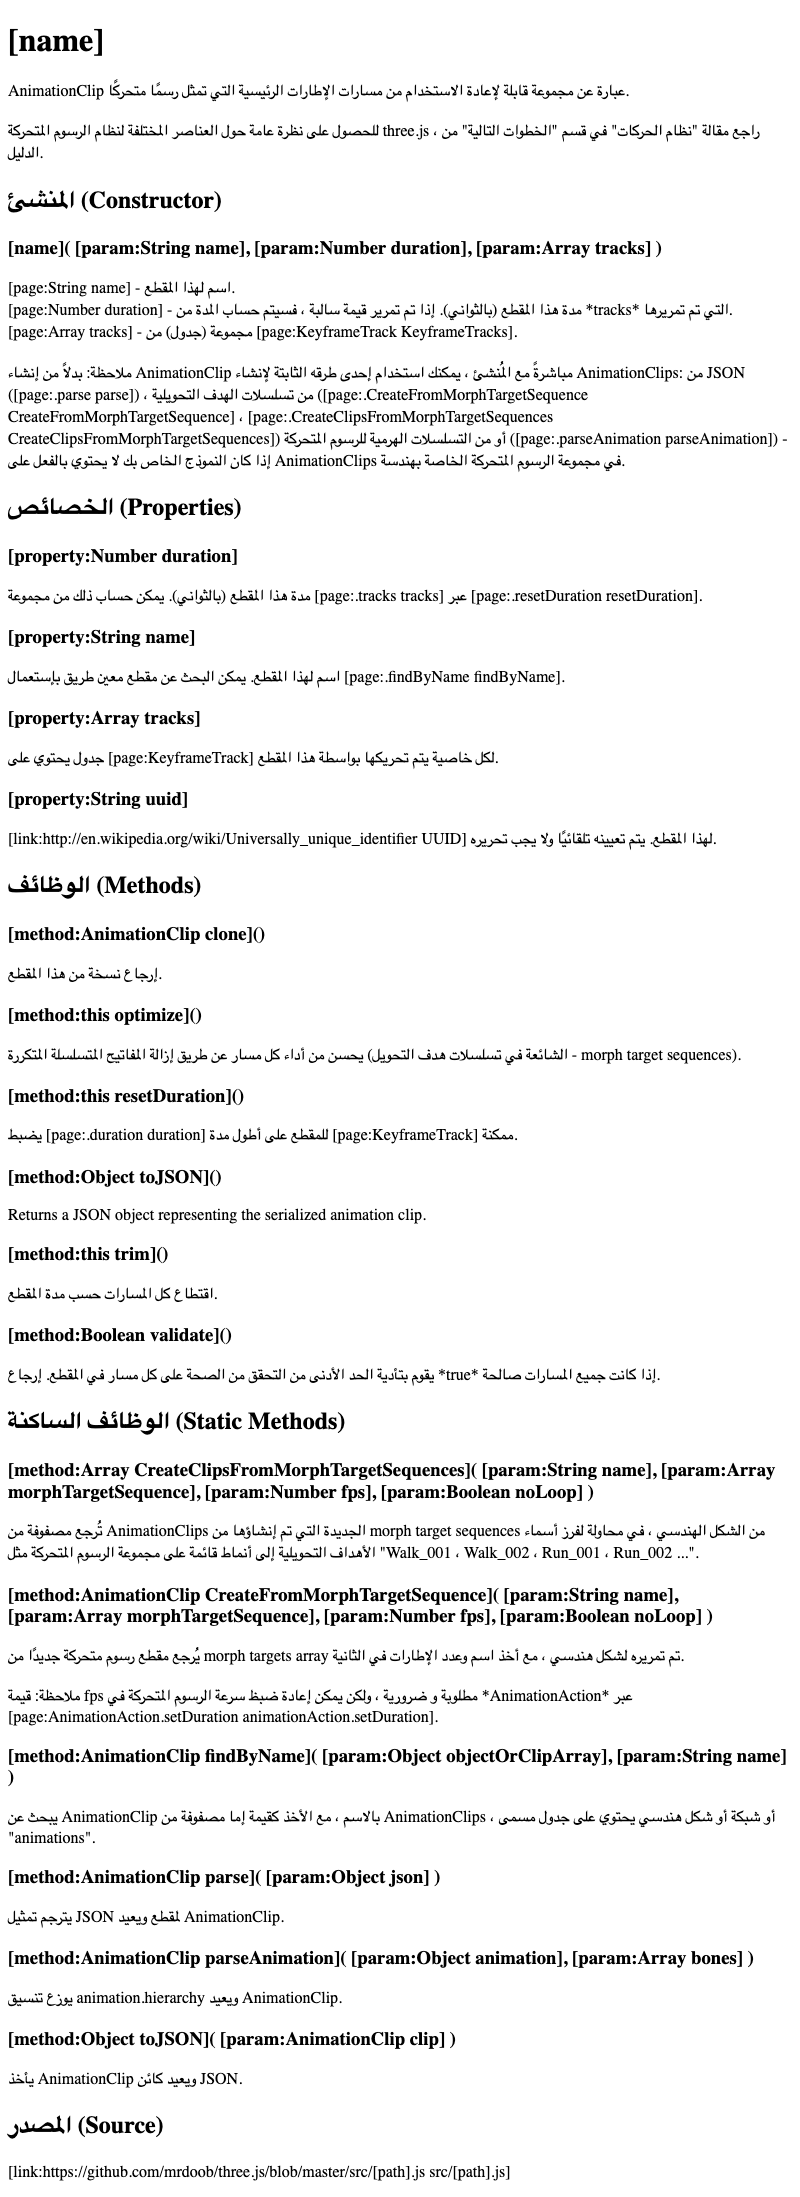 [name]
AnimationClip عبارة عن مجموعة قابلة لإعادة الاستخدام من مسارات الإطارات الرئيسية التي تمثل رسمًا متحركًا.
راجع مقالة "نظام الحركات" في قسم "الخطوات التالية" من ، three.js للحصول على نظرة عامة حول العناصر المختلفة لنظام الرسوم المتحركة
الدليل.
المنشئ (Constructor)
[name]( [param:String name], [param:Number duration], [param:Array tracks] )
[page:String name] - اسم لهذا المقطع.
[page:Number duration] - مدة هذا المقطع (بالثواني). إذا تم تمرير قيمة سالبة ، فسيتم حساب المدة من *tracks* التي تم تمريرها.
[page:Array tracks] - مجموعة (جدول) من [page:KeyframeTrack KeyframeTracks].
ملاحظة: بدلاً من إنشاء AnimationClip مباشرةً مع المُنشئ ، يمكنك استخدام إحدى طرقه الثابتة لإنشاء AnimationClips: من JSON
([page:.parse parse]) ، من تسلسلات الهدف التحويلية ([page:.CreateFromMorphTargetSequence
CreateFromMorphTargetSequence] ، [page:.CreateClipsFromMorphTargetSequences
CreateClipsFromMorphTargetSequences]) أو من التسلسلات الهرمية للرسوم المتحركة ([page:.parseAnimation parseAnimation]) -
إذا كان النموذج الخاص بك لا يحتوي بالفعل على AnimationClips في مجموعة الرسوم المتحركة الخاصة بهندسة.
الخصائص (Properties)
[property:Number duration]
مدة هذا المقطع (بالثواني). يمكن حساب ذلك من مجموعة [page:.tracks tracks] عبر [page:.resetDuration resetDuration].
[property:String name]
اسم لهذا المقطع. يمكن البحث عن مقطع معين طريق بإستعمال [page:.findByName findByName].
[property:Array tracks]
جدول يحتوي على [page:KeyframeTrack] لكل خاصية يتم تحريكها بواسطة هذا المقطع.
[property:String uuid]
[link:http://en.wikipedia.org/wiki/Universally_unique_identifier UUID] لهذا المقطع. يتم تعيينه تلقائيًا ولا يجب تحريره.
الوظائف (Methods)
[method:AnimationClip clone]()
إرجاع نسخة من هذا المقطع.
[method:this optimize]()
يحسن من أداء كل مسار عن طريق إزالة المفاتيح المتسلسلة المتكررة (الشائعة في تسلسلات هدف التحويل - morph target sequences).
[method:this resetDuration]()
يضبط [page:.duration duration] للمقطع على أطول مدة [page:KeyframeTrack] ممكنة.
[method:Object toJSON]()
Returns a JSON object representing the serialized animation clip.
[method:this trim]()
اقتطاع كل المسارات حسب مدة المقطع.
[method:Boolean validate]()
يقوم بتأدية الحد الأدنى من التحقق من الصحة على كل مسار في المقطع. إرجاع *true* إذا كانت جميع المسارات صالحة.
الوظائف الساكنة (Static Methods)
[method:Array CreateClipsFromMorphTargetSequences]( [param:String name], [param:Array
morphTargetSequence], [param:Number fps], [param:Boolean noLoop] )
تُرجع مصفوفة من AnimationClips الجديدة التي تم إنشاؤها من morph target sequences من الشكل الهندسي ، في محاولة لفرز أسماء
الأهداف التحويلية إلى أنماط قائمة على مجموعة الرسوم المتحركة مثل "Walk_001 ، Walk_002 ، Run_001 ، Run_002 ...".
[method:AnimationClip CreateFromMorphTargetSequence]( [param:String name],
[param:Array morphTargetSequence], [param:Number fps], [param:Boolean noLoop] )
يُرجع مقطع رسوم متحركة جديدًا من morph targets array تم تمريره لشكل هندسي ، مع أخذ اسم وعدد الإطارات في الثانية.
ملاحظة: قيمة fps مطلوبة و ضرورية ، ولكن يمكن إعادة ضبظ سرعة الرسوم المتحركة في *AnimationAction* عبر
[page:AnimationAction.setDuration animationAction.setDuration].
[method:AnimationClip findByName]( [param:Object objectOrClipArray], [param:String name]
)
يبحث عن AnimationClip بالاسم ، مع الأخذ كقيمة إما مصفوفة من AnimationClips ، أو شبكة أو شكل هندسي يحتوي على جدول مسمى
"animations".
[method:AnimationClip parse]( [param:Object json] )
يترجم تمثيل JSON لمقطع ويعيد AnimationClip.
[method:AnimationClip parseAnimation]( [param:Object animation], [param:Array bones] )
يوزع تنسيق animation.hierarchy ويعيد AnimationClip.
[method:Object toJSON]( [param:AnimationClip clip] )
يأخذ AnimationClip ويعيد كائن JSON.
المصدر (Source)
[link:https://github.com/mrdoob/three.js/blob/master/src/[path].js src/[path].js]